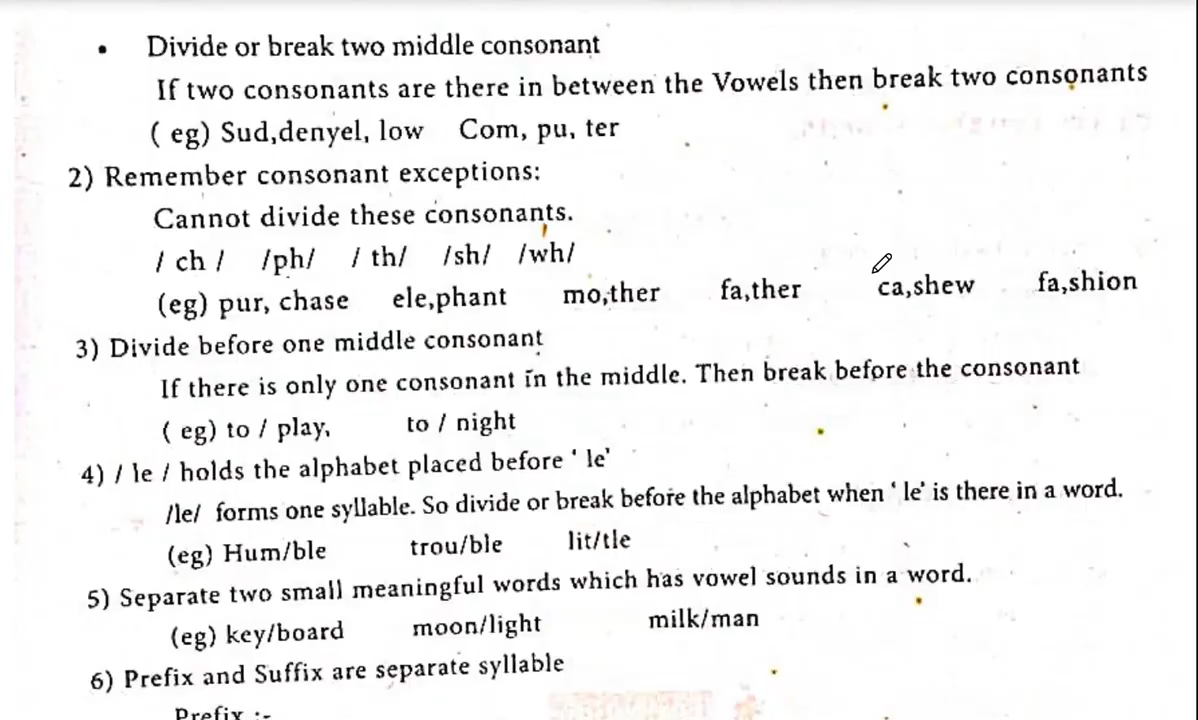 • Divide or break two middle consonant
If two consonants are there in between the Vowels then break two consonants
( eg) Sud,denyel, low Com, pu, ter
2) Remember consonant exceptions:
Cannot divide these consonants.
/ ch / /ph/ / th/ /sh/ /wh/
(eg) pur, chase ele,phant mo,ther fa,ther ca,shew fa,shion
3) Divide before one middle consonant
If there is only one consonant in the middle. Then break before the consonant
( eg) to / play, to / night
4) / le / holds the alphabet placed before ' le'
/le/ forms one syllable. So divide or break before the alphabet when ' le' is there in a word.
(eg) Hum/ble trou/ble lit/tle
5) Separate two small meaningful words which has vowel sounds in a word.
(eg) key/board moon/light milk/man
6) Prefix and Suffix are separate syllable
Prefix :-